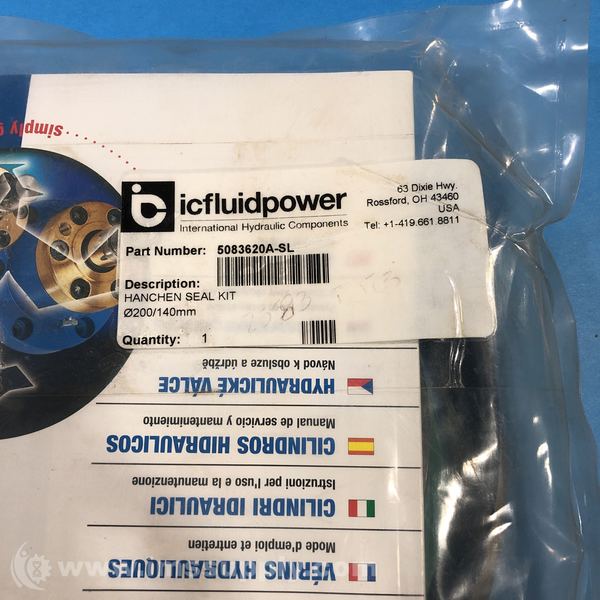 simply
icfluidpower
International Hydraulic Components
63 Dixie Hwy.
Rossford, OH 43460
USA
Tel: +1-419.661.8811
Part Number: 5083620A-SL
Description:
HANCHEN SEAL KIT
Ø200/140mm
Quantity: 1
Návod k obsluze a údržbě
HYDRAULICKÉ VÁLCE
Manual de servicio y mantenimiento
CILINDROS HIDRAULICOS
Istruzioni per l'uso e la manutenzione
CILINDRI IDRAULICI
Mode d'emploi et entretien
VÉRINS HYDRAULIQUES